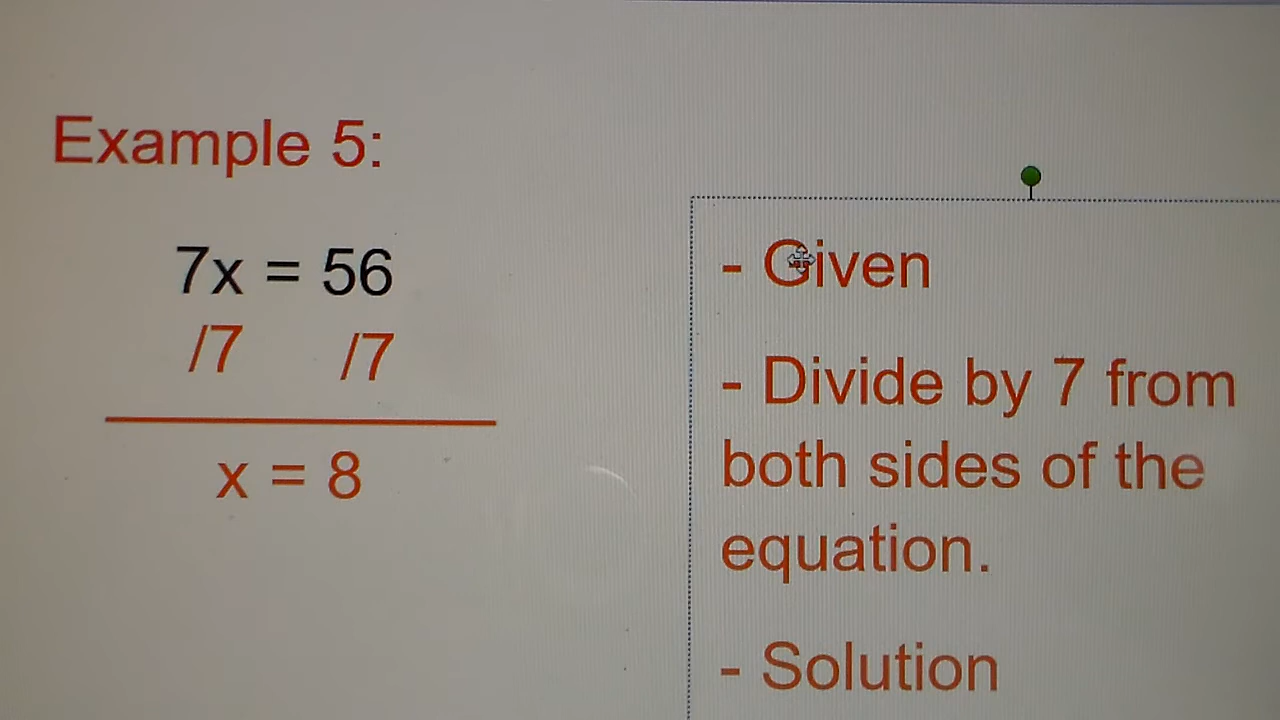 Example 5:
7x = 56
/7 /7
x = 8
- Given
- Divide by 7 from
both sides of the
equation.
- Solution